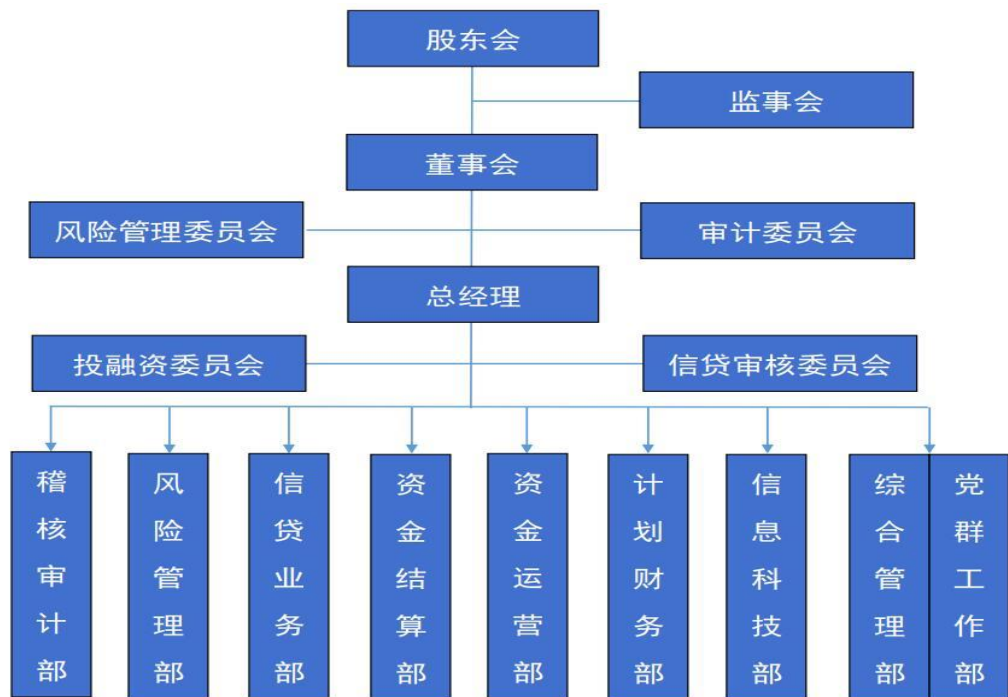 股东会
监事会
董事会
风险管理委员会
审计委员会
总经理
投融资委员会
信贷审核委员会
稽核审计部
风险管理部
信贷业务部
资金结算部
资金运营部
计划财务部
信息科技部
综合管理部
党群工作部